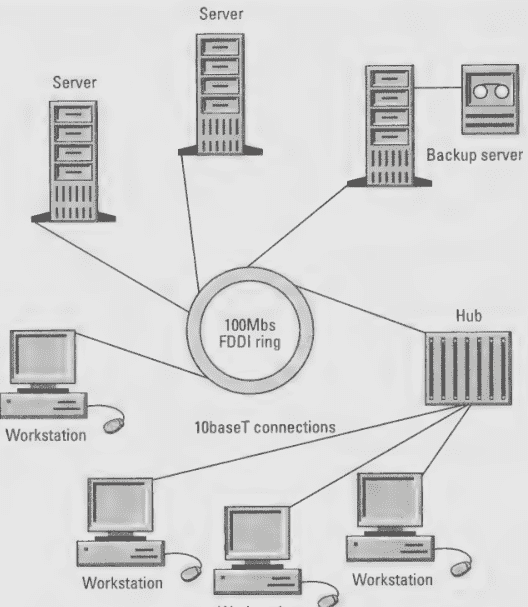 Server
Server
Backup server
100Mbs
FDDI ring
Hub
Workstation
10baseT connections
Workstation
Workstation